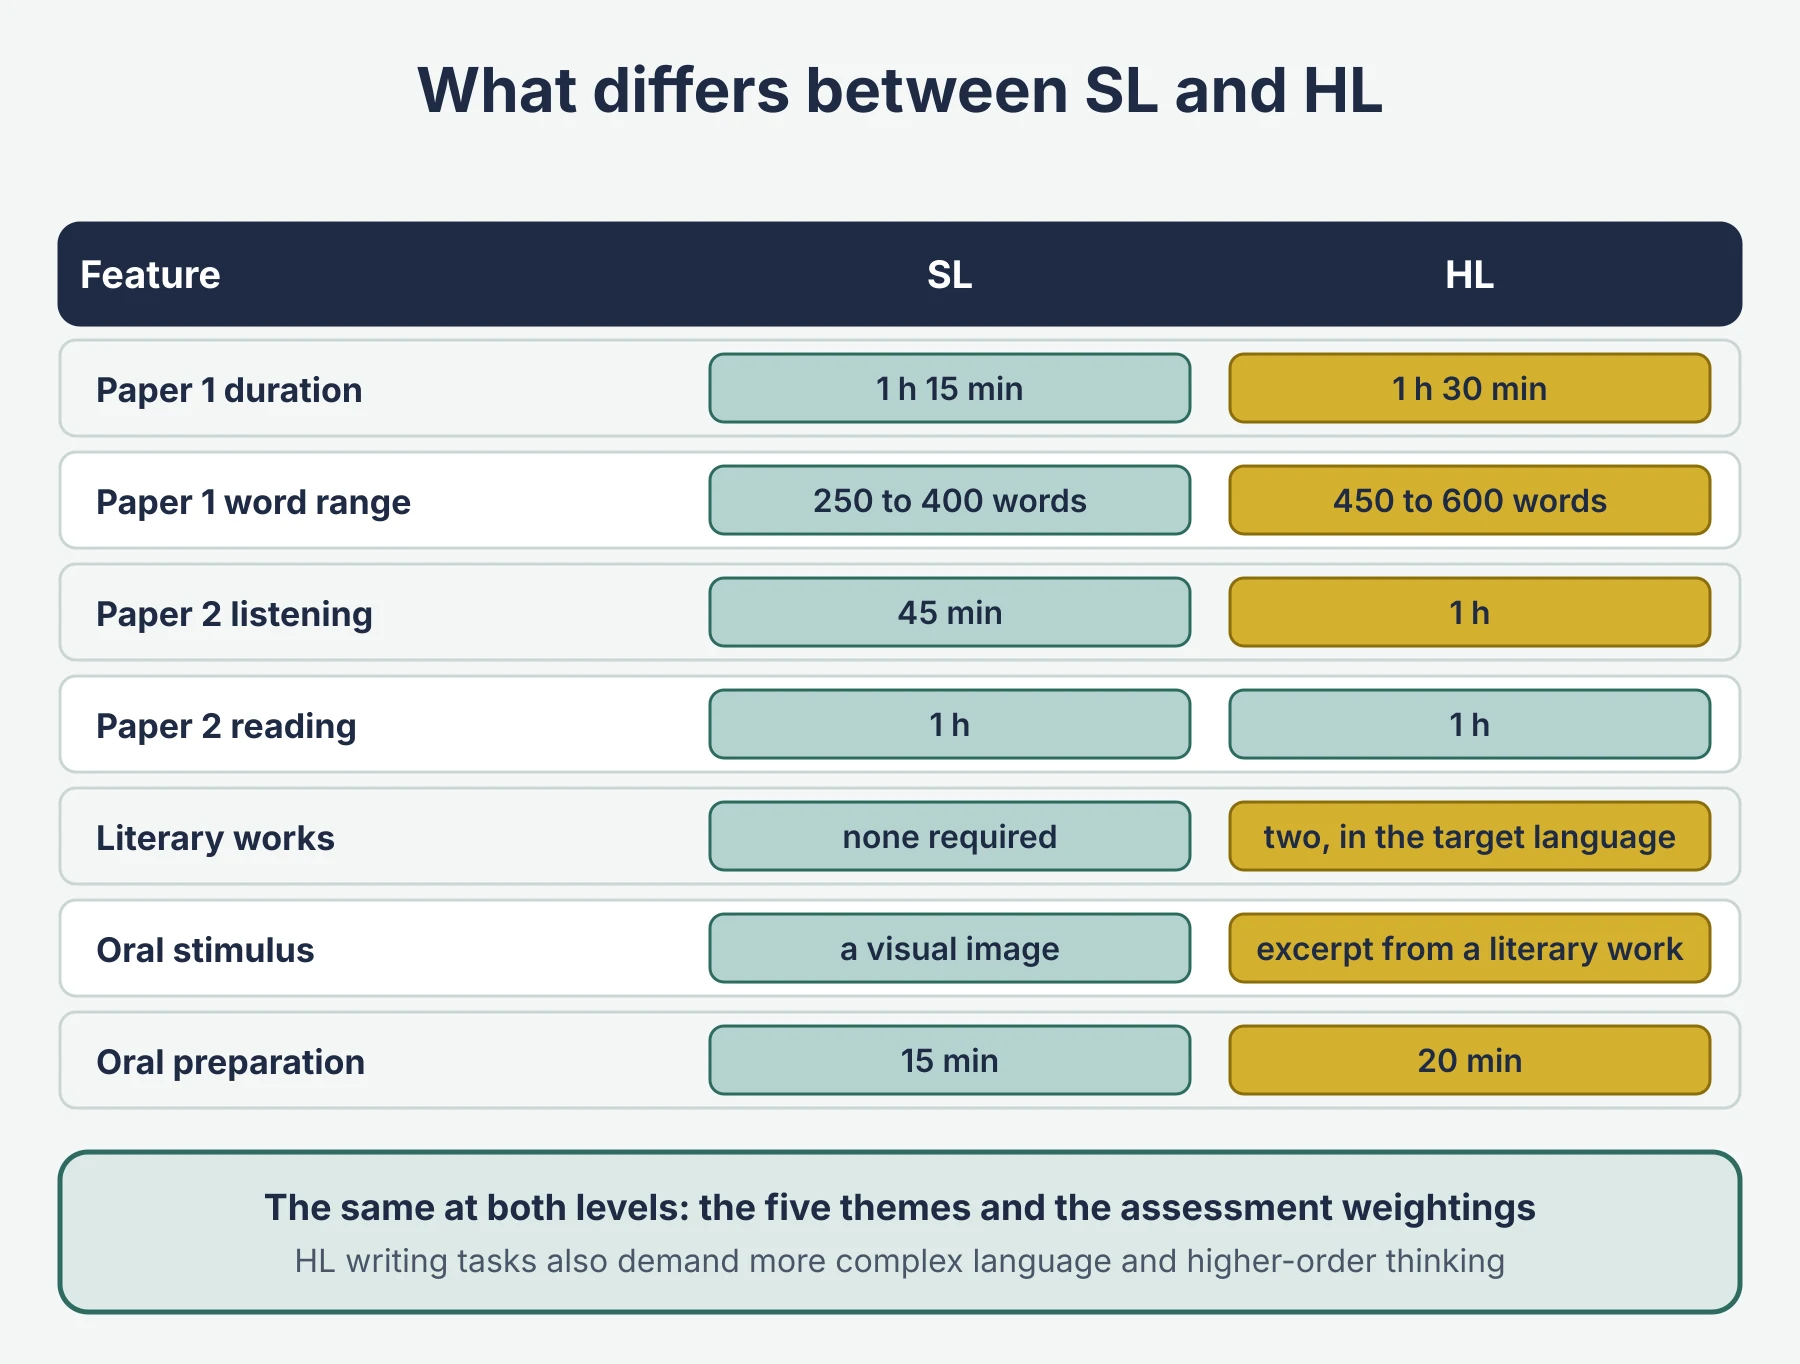 What differs between SL and HL
Feature SL HL
Paper 1 duration 1 h 15 min 1 h 30 min
Paper 1 word range 250 to 400 words 450 to 600 words
Paper 2 listening 45 min 1 h
Paper 2 reading 1 h 1 h
Literary works none required two, in the target language
Oral stimulus a visual image excerpt from a literary work
Oral preparation 15 min 20 min
The same at both levels: the five themes and the assessment weightings
HL writing tasks also demand more complex language and higher-order thinking